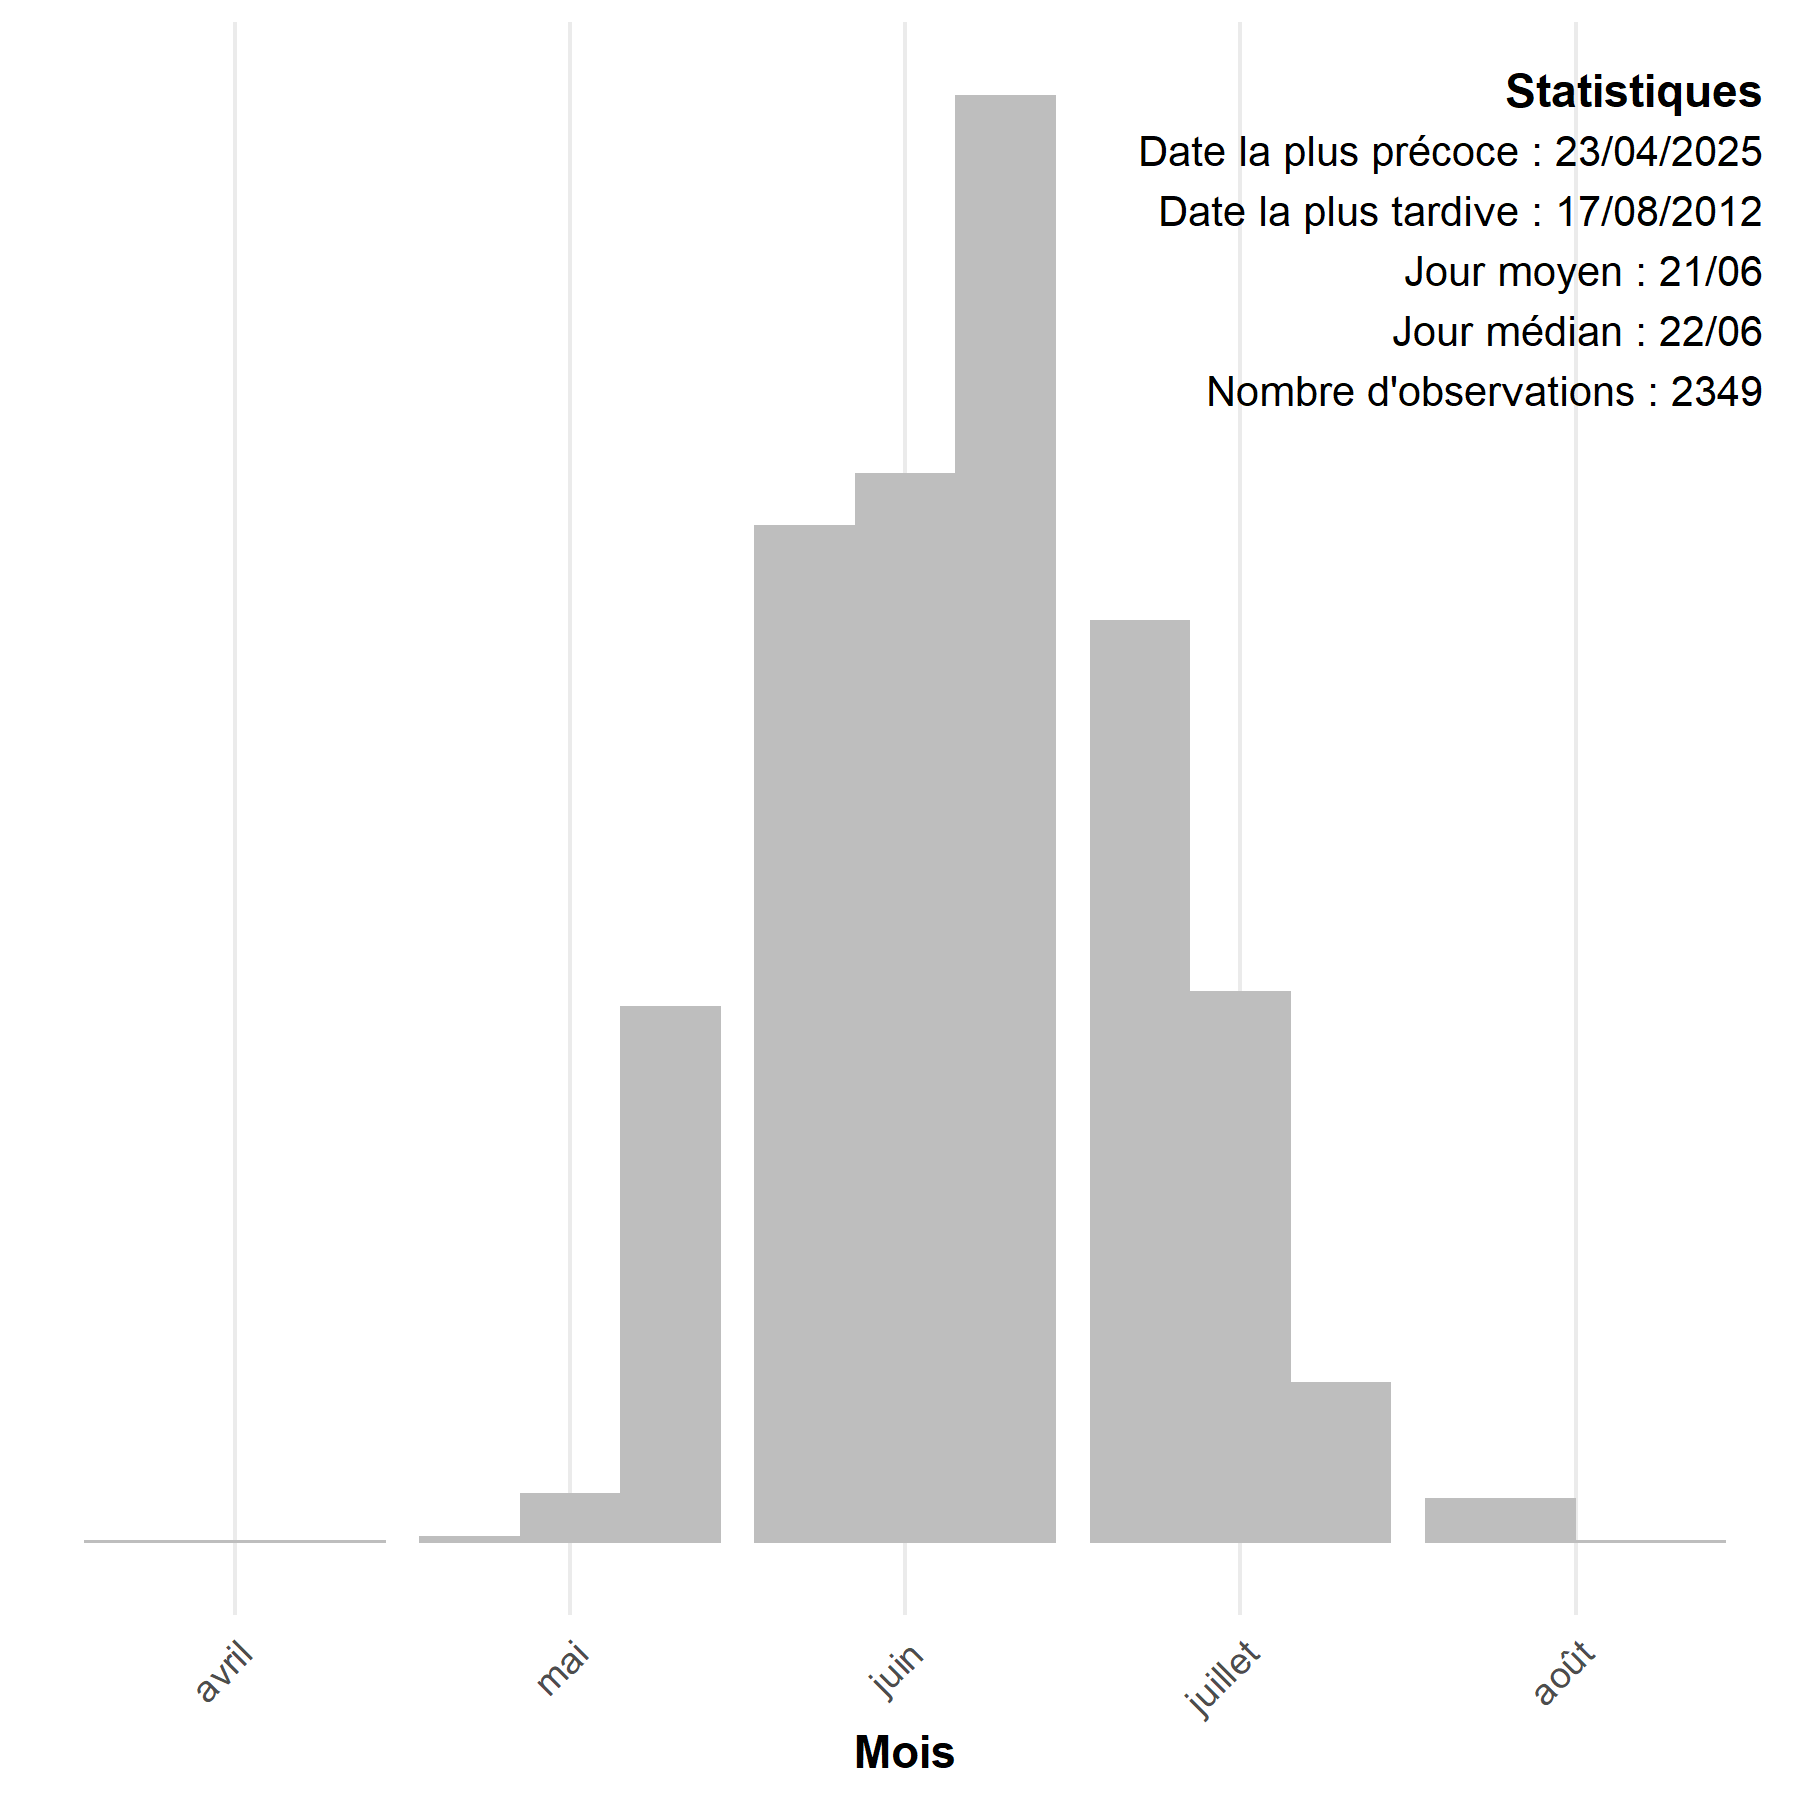 Statistiques
Date la plus précoce : 23/04/2025
Date la plus tardive : 17/08/2012
Jour moyen : 21/06
Jour médian : 22/06
Nombre d'observations : 2349
avril
mai
juin
juillet
août
Mois